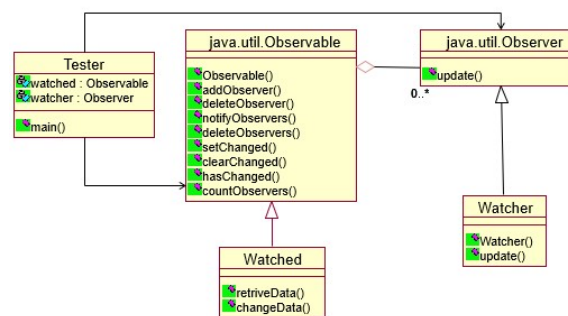 Tester
watched : Observable
watcher : Observer
main()
java.util.Observable
Observable()
addObserver()
deleteObserver()
notifyObservers()
deleteObservers()
setChanged()
clearChanged()
hasChanged()
countObservers()
java.util.Observer
update()
0..*
Watched
retriveData()
changeData()
Watcher
Watcher()
update()